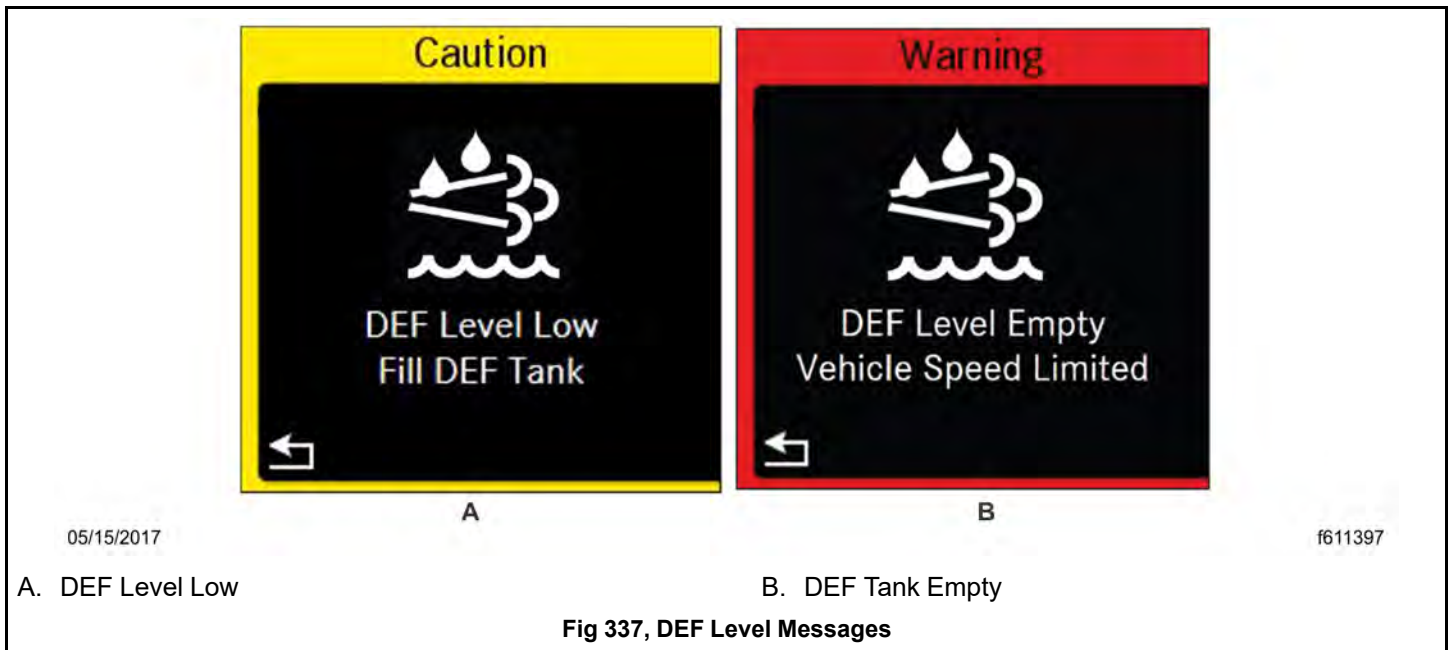 Caution
DEF Level Low
Fill DEF Tank
A
Warning
DEF Level Empty
Vehicle Speed Limited
B
05/15/2017
f611397
A. DEF Level Low
B. DEF Tank Empty
Fig 337, DEF Level Messages